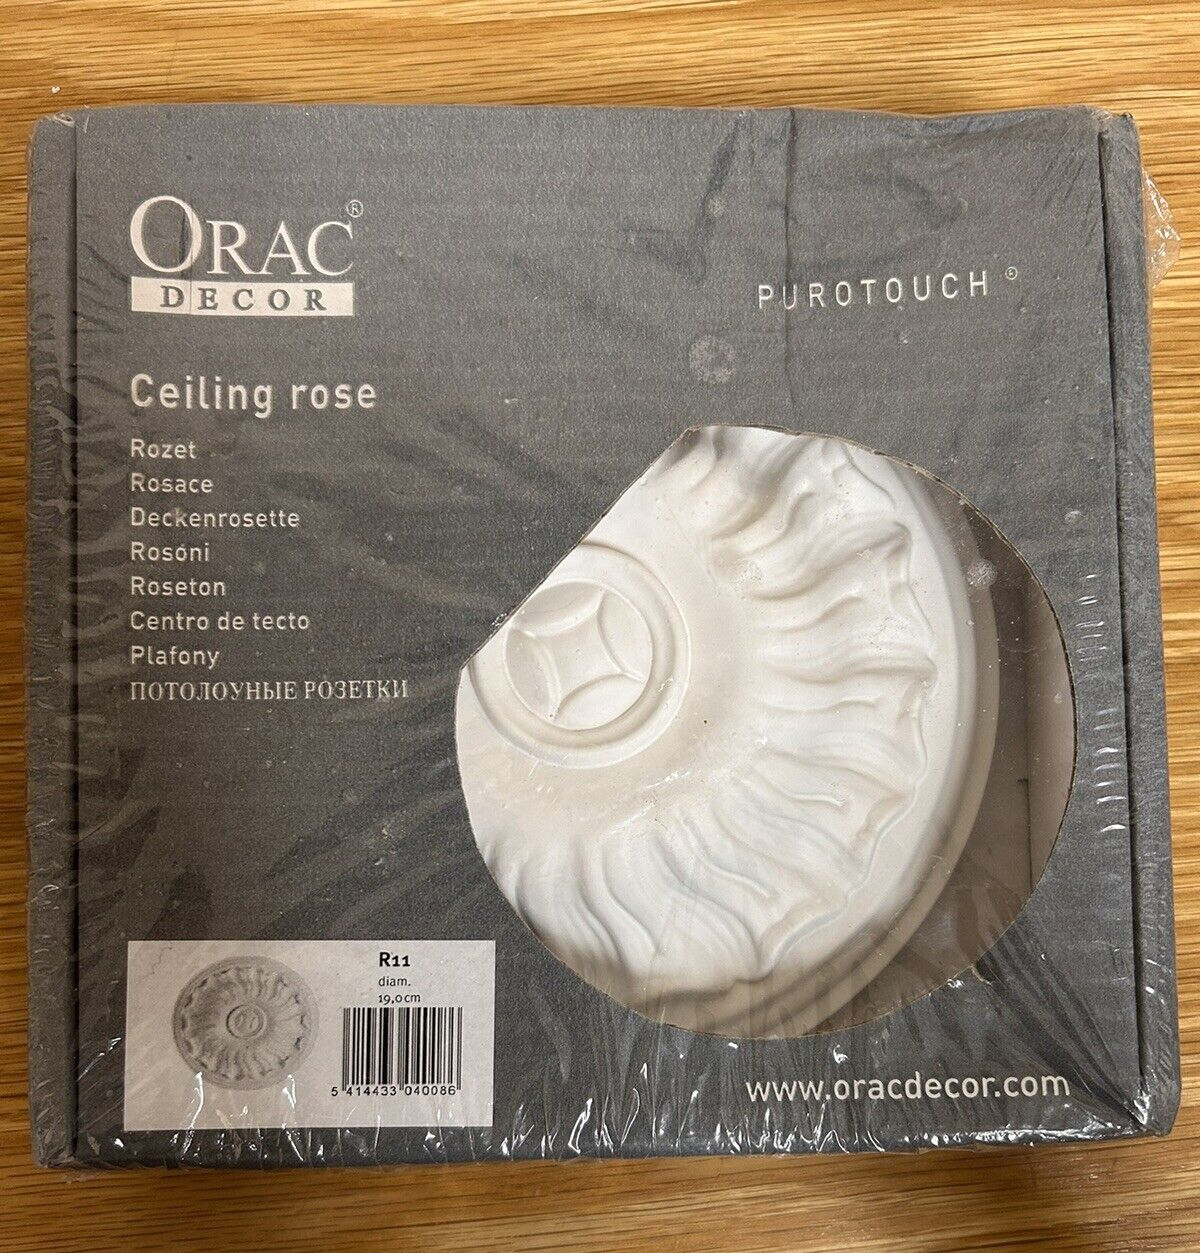 ORAC®
DECOR
PUROTOUCH®
Ceiling rose
Rozet
Rosace
Deckenrosette
Rosoni
Roseton
Centro de tecto
Plafony
ПОТОЛОУНЫЕ РОЗЕТКИ
R11
diam.
19,0cm
5 414433 040086
www.oracdecor.com